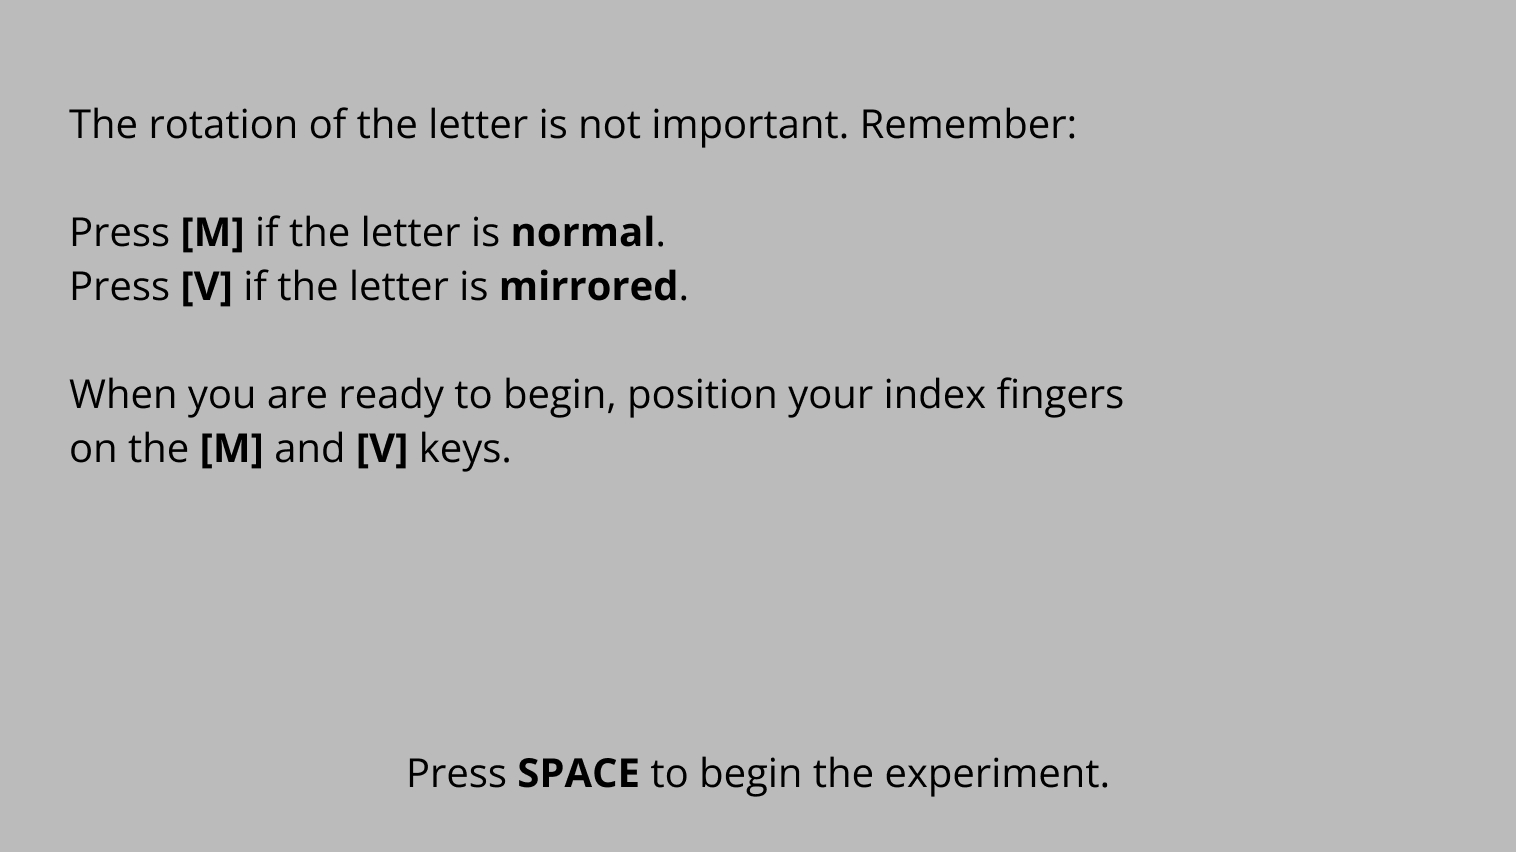 The rotation of the letter is not important. Remember:
Press [M] if the letter is normal.
Press [V] if the letter is mirrored.
When you are ready to begin, position your index fingers
on the [M] and [V] keys.
Press SPACE to begin the experiment.